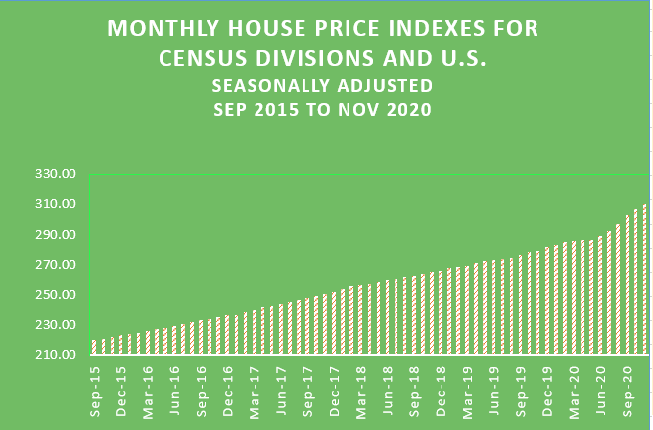 MONTHLY HOUSE PRICE INDEXES FOR
CENSUS DIVISIONS AND U.S.
SEASONALLY ADJUSTED
SEP 2015 TO NOV 2020
330.00
310.00
290.00
270.00
250.00
230.00
210.00
Sep-15
Dec-15
Mar-16
Jun-16
Sep-16
Dec-16
Mar-17
Jun-17
Sep-17
Dec-17
Mar-18
Jun-18
Sep-18
Dec-18
Mar-19
Jun-19
Sep-19
Dec-19
Mar-20
Jun-20
Sep-20